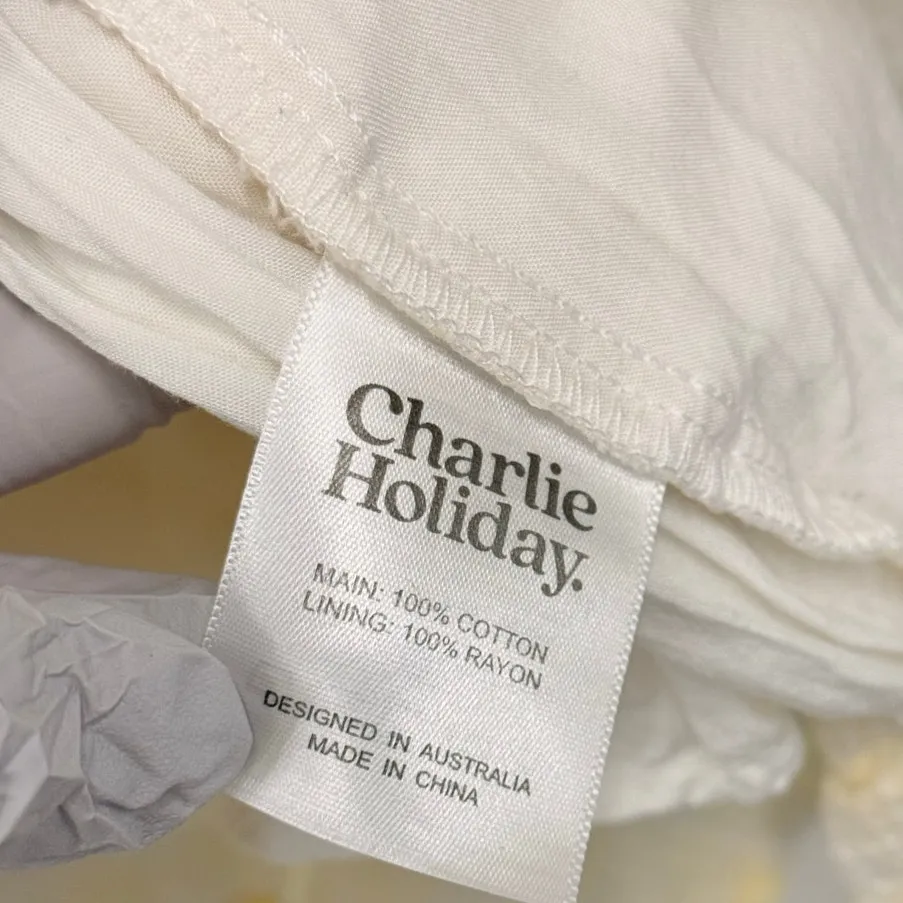 Charlie
Holiday.
MAIN: 100% COTTON
LINING: 100% RAYON
DESIGNED IN AUSTRALIA
MADE IN CHINA